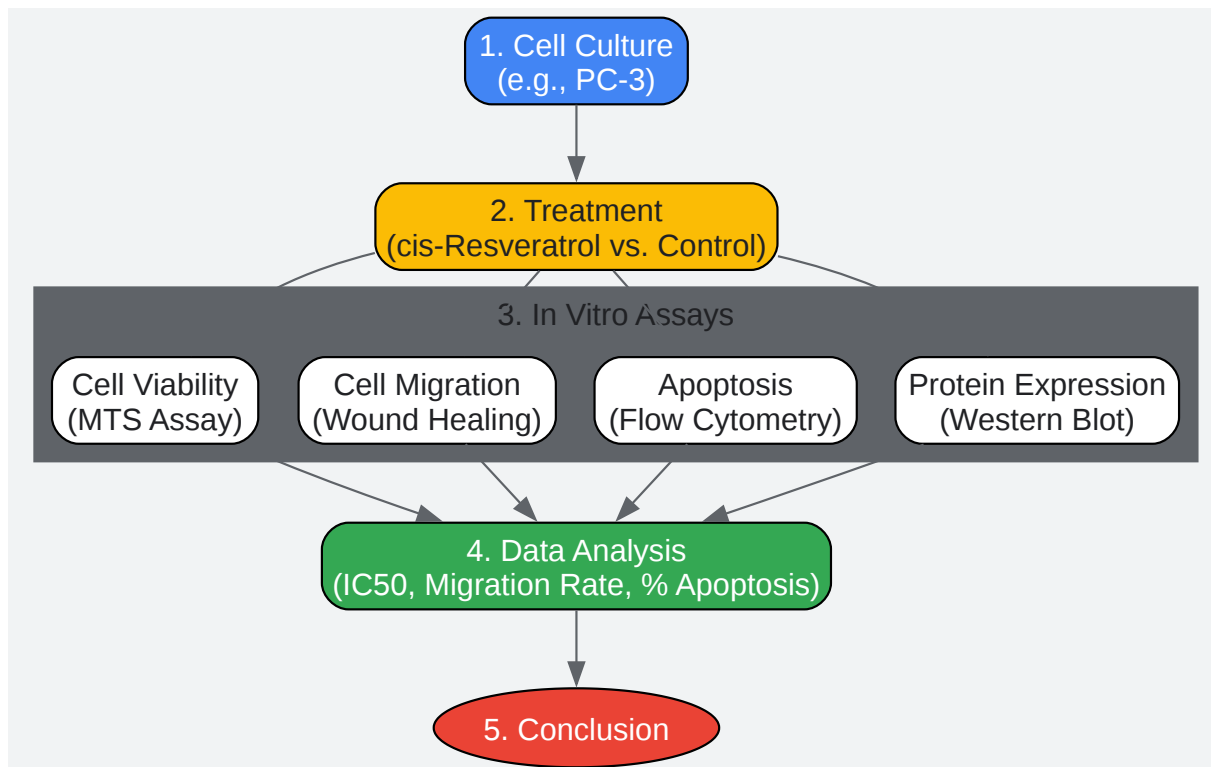 1. Cell Culture
(e.g., PC-3)
2. Treatment
(cis-Resveratrol vs. Control)
3. In Vitro Assays
Cell Viability
(MTS Assay)
Cell Migration
(Wound Healing)
Apoptosis
(Flow Cytometry)
Protein Expression
(Western Blot)
4. Data Analysis
(IC50, Migration Rate, % Apoptosis)
5. Conclusion